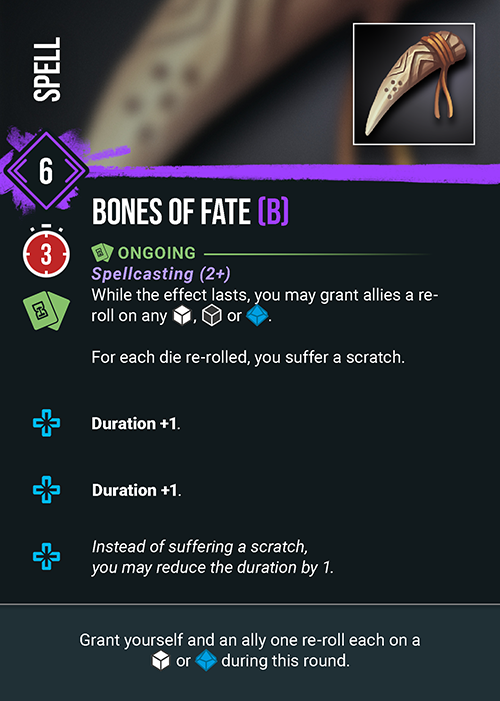 SPELL
6
BONES OF FATE (B)
3
ONGOING
Spellcasting (2+)
While the effect lasts, you may grant allies a re-
roll on any , or .
For each die re-rolled, you suffer a scratch.
Duration +1.
Duration +1.
Instead of suffering a scratch,
you may reduce the duration by 1.
Grant yourself and an ally one re-roll each on a
or during this round.